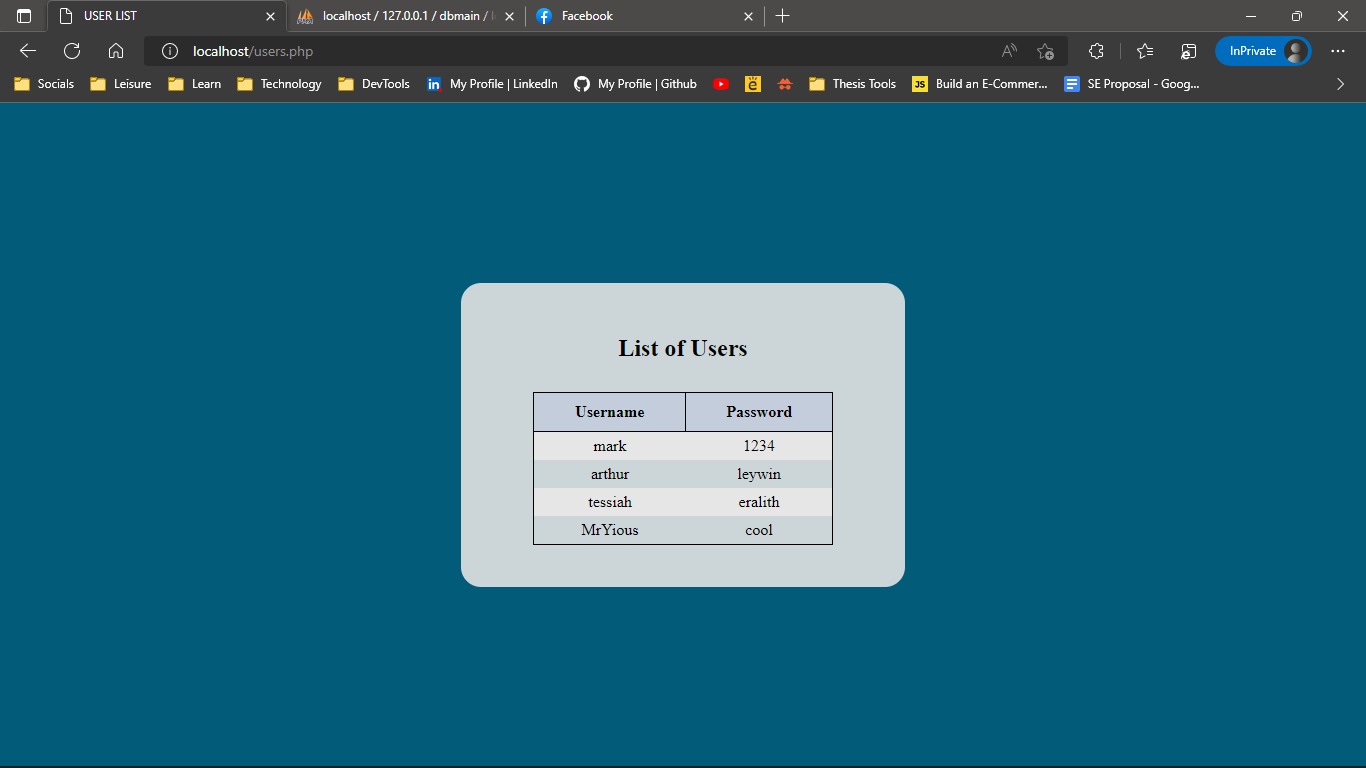 USER LIST
localhost / 127.0.0.1 / dbmain /
Facebook
localhost/users.php
InPrivate
Socials Leisure Learn Technology DevTools My Profile | LinkedIn My Profile | Github Thesis Tools JS Build an E-Commer... SE Proposal - Goog...
List of Users
Username Password
mark 1234
arthur leywin
tessiah eralith
MrYious cool